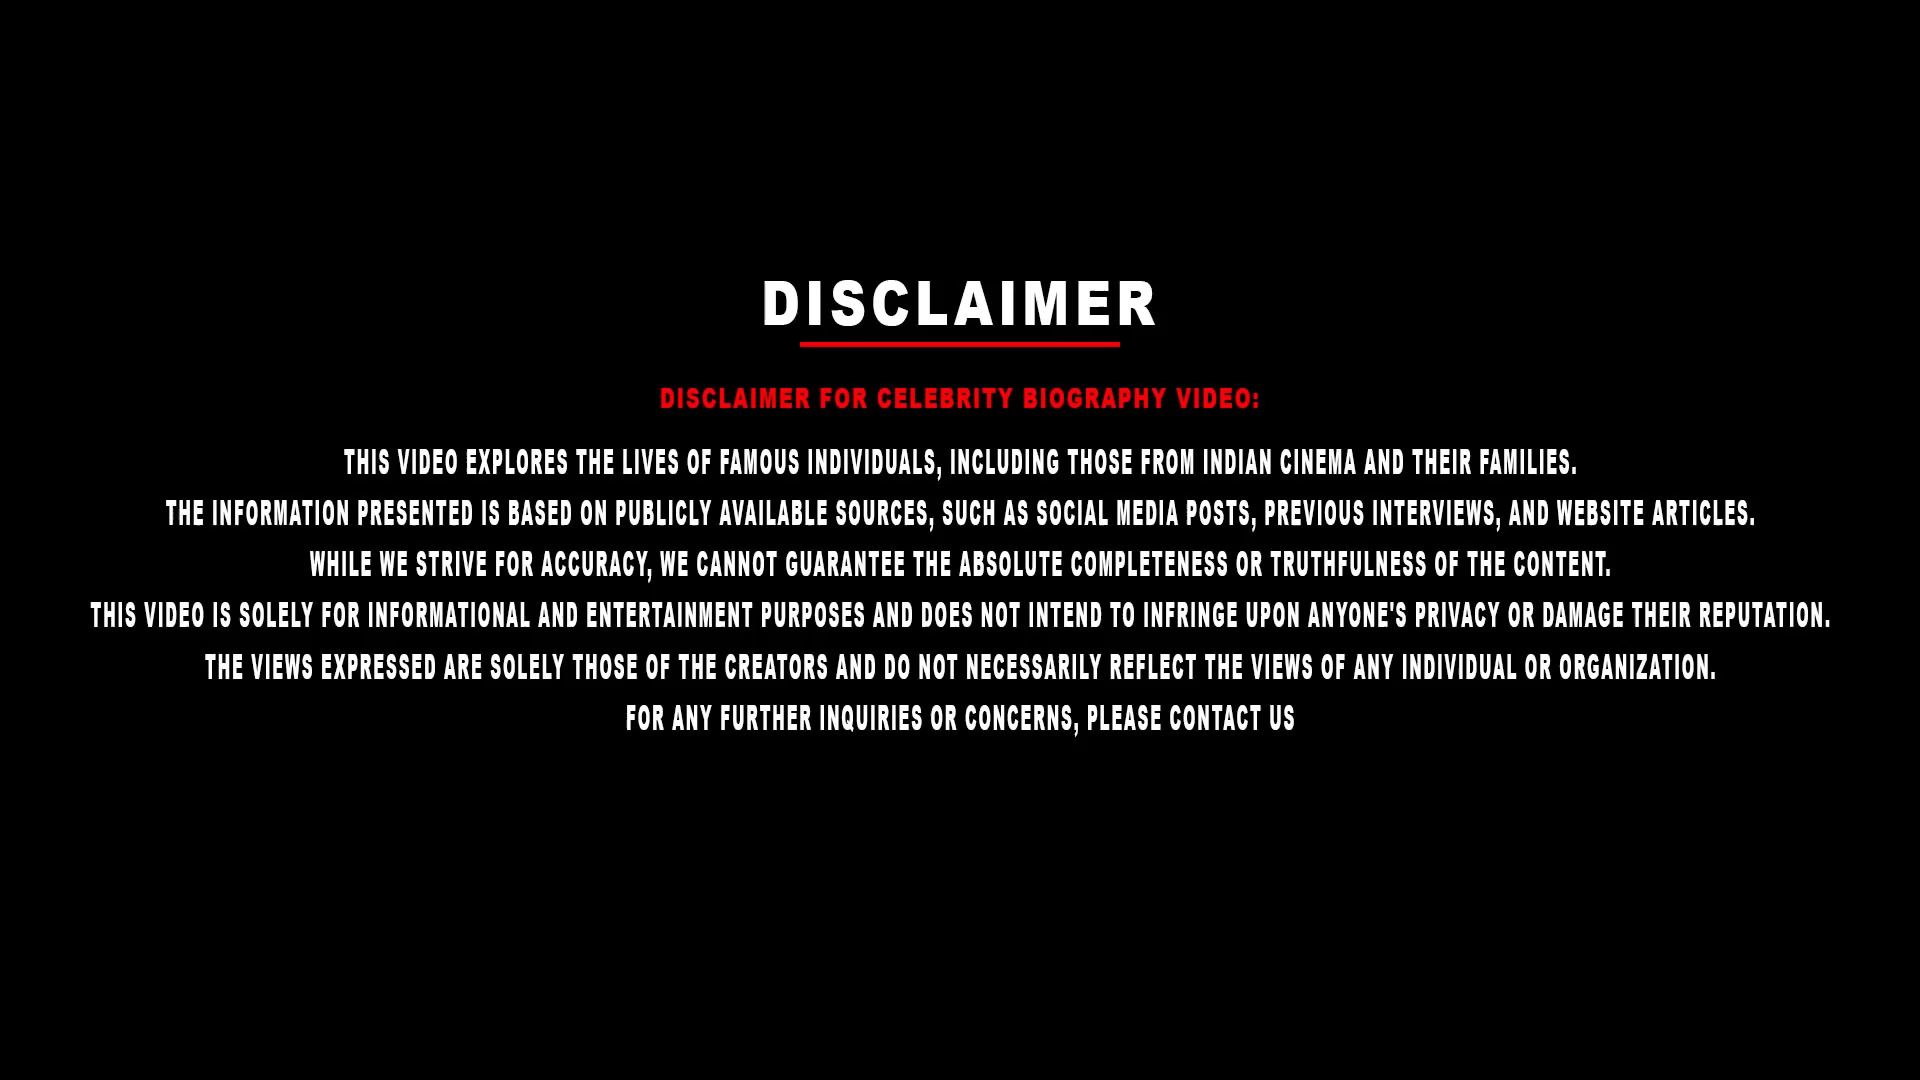 DISCLAIMER
DISCLAIMER FOR CELEBRITY BIOGRAPHY VIDEO:
THIS VIDEO EXPLORES THE LIVES OF FAMOUS INDIVIDUALS, INCLUDING THOSE FROM INDIAN CINEMA AND THEIR FAMILIES.
THE INFORMATION PRESENTED IS BASED ON PUBLICLY AVAILABLE SOURCES, SUCH AS SOCIAL MEDIA POSTS, PREVIOUS INTERVIEWS, AND WEBSITE ARTICLES.
WHILE WE STRIVE FOR ACCURACY, WE CANNOT GUARANTEE THE ABSOLUTE COMPLETENESS OR TRUTHFULNESS OF THE CONTENT.
THIS VIDEO IS SOLELY FOR INFORMATIONAL AND ENTERTAINMENT PURPOSES AND DOES NOT INTEND TO INFRINGE UPON ANYONE'S PRIVACY OR DAMAGE THEIR REPUTATION.
THE VIEWS EXPRESSED ARE SOLELY THOSE OF THE CREATORS AND DO NOT NECESSARILY REFLECT THE VIEWS OF ANY INDIVIDUAL OR ORGANIZATION.
FOR ANY FURTHER INQUIRIES OR CONCERNS, PLEASE CONTACT US